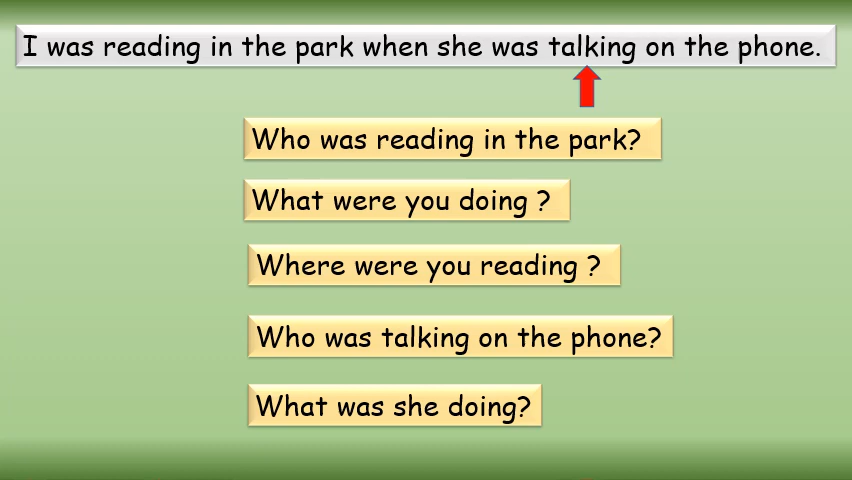 I was reading in the park when she was talking on the phone.
Who was reading in the park?
What were you doing ?
Where were you reading ?
Who was talking on the phone?
What was she doing?